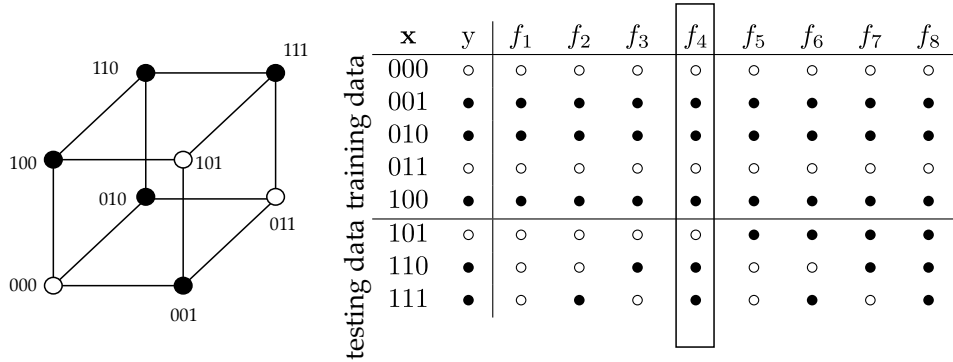 111
110
100
101
010
011
000
001
x y f1 f2 f3 f4 f5 f6 f7 f8
training data
000 ○ ○ ○ ○ ○ ○ ○ ○ ○
001 ● ● ● ● ● ● ● ● ●
010 ● ● ● ● ● ● ● ● ●
011 ○ ○ ○ ○ ○ ○ ○ ○ ○
100 ● ● ● ● ● ● ● ● ●
testing data
101 ○ ○ ○ ○ ○ ● ● ● ●
110 ● ○ ○ ● ● ○ ○ ● ●
111 ● ○ ● ○ ● ○ ● ○ ●